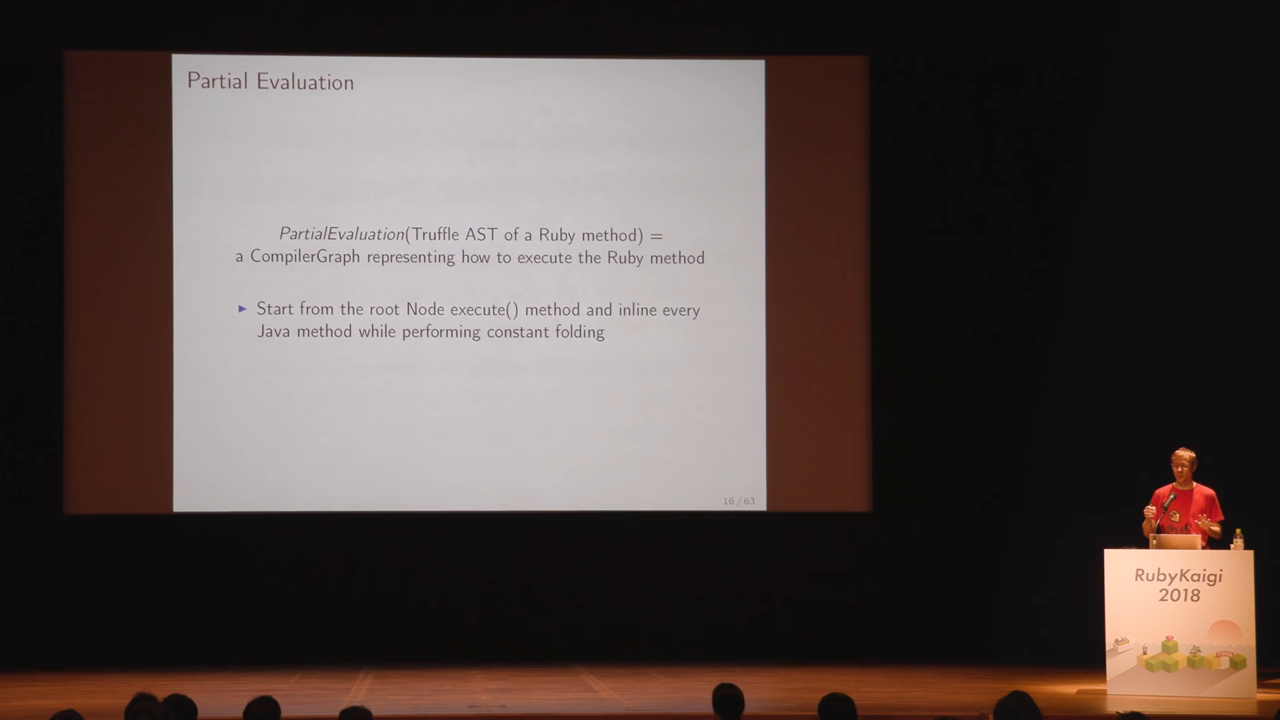 Partial Evaluation
PartialEvaluation(Truffle AST of a Ruby method) =
a CompilerGraph representing how to execute the Ruby method
▶ Start from the root Node execute() method and inline every
Java method while performing constant folding
16 / 63
RubyKaigi
2018